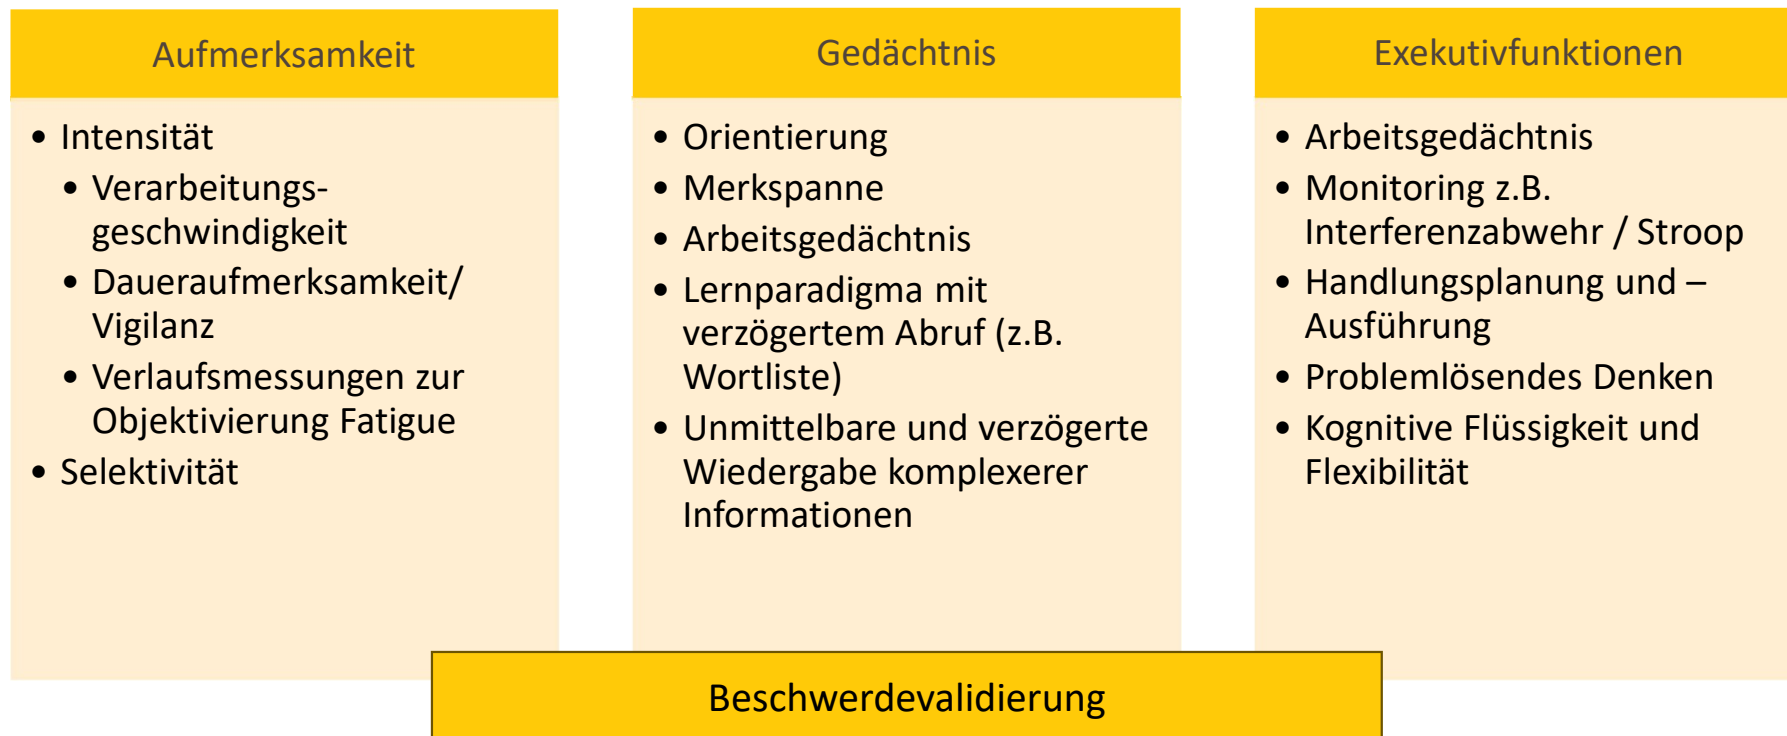 Aufmerksamkeit
• Intensität
• Verarbeitungs-
geschwindigkeit
• Daueraufmerksamkeit/
Vigilanz
• Verlaufsmessungen zur
Objektivierung Fatigue
• Selektivität
Gedächtnis
• Orientierung
• Merkspanne
• Arbeitsgedächtnis
• Lernparadigma mit
verzögertem Abruf (z.B.
Wortliste)
• Unmittelbare und verzögerte
Wiedergabe komplexerer
Informationen
Exekutivfunktionen
• Arbeitsgedächtnis
• Monitoring z.B.
Interferenzabwehr / Stroop
• Handlungsplanung und –
Ausführung
• Problemlösendes Denken
• Kognitive Flüssigkeit und
Flexibilität
Beschwerdevalidierung